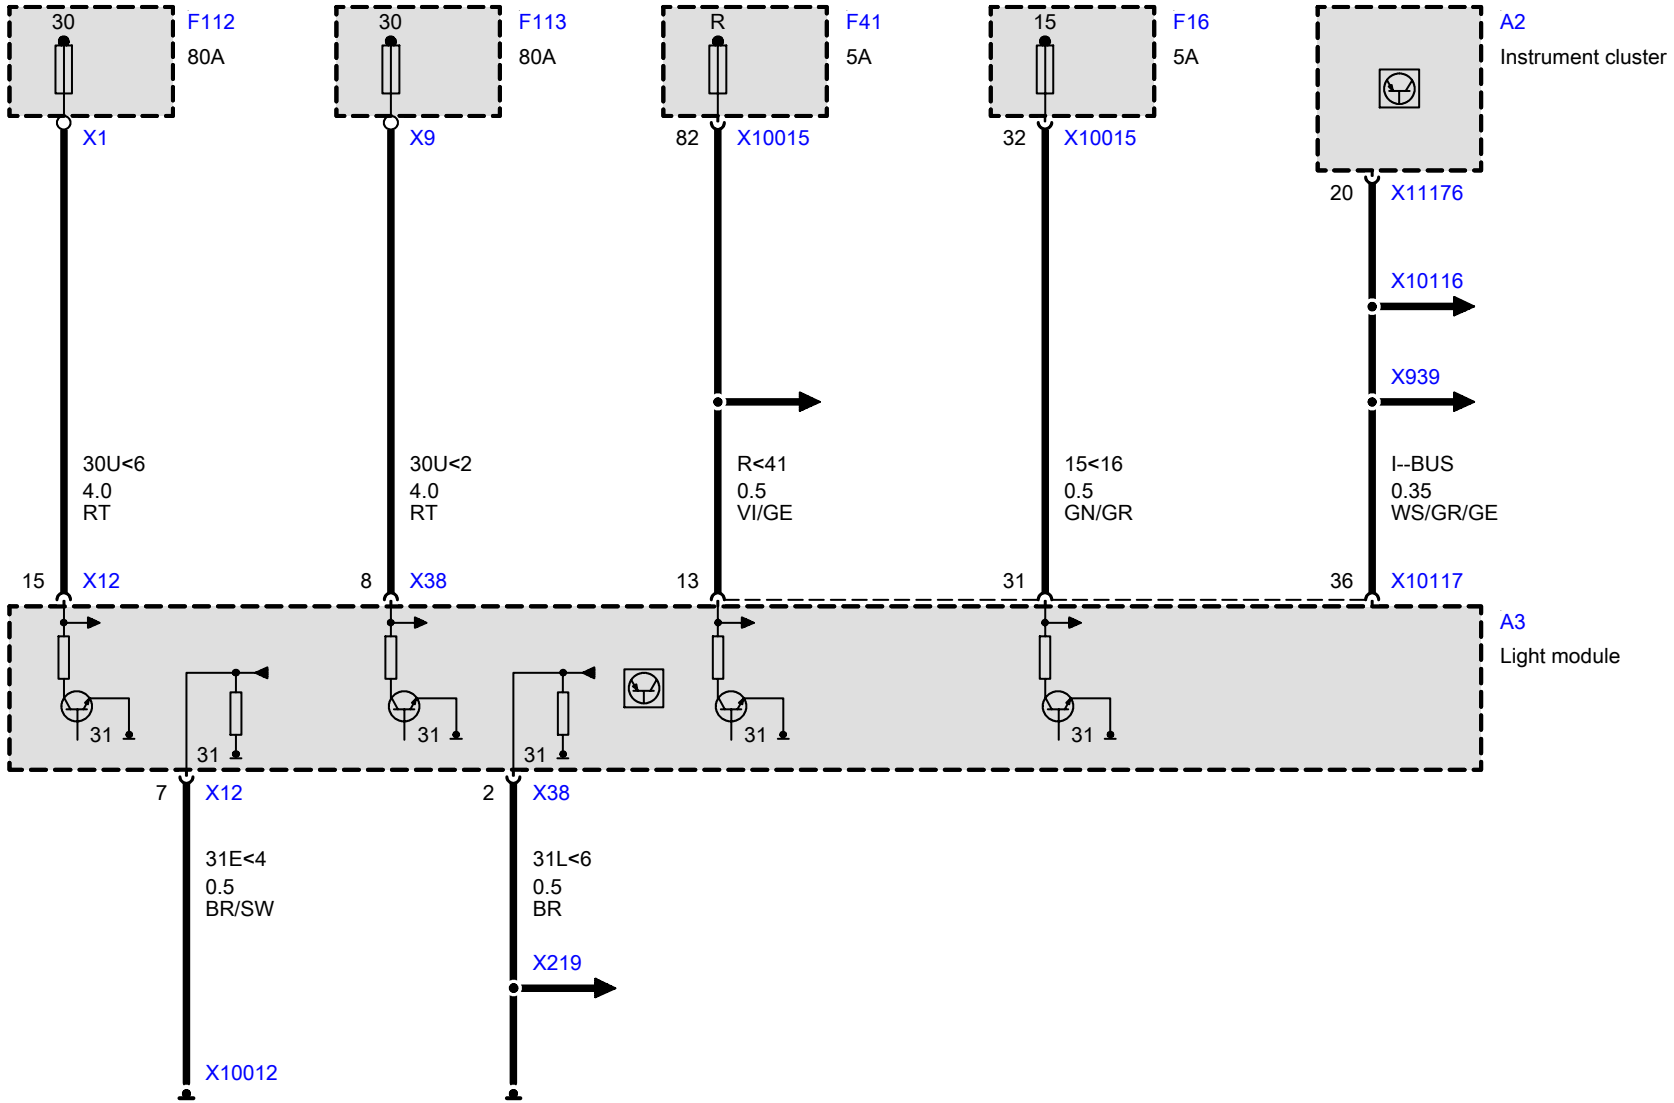 30 F112
80A
X1
30 F113
80A
X9
R F41
5A
82 X10015
15 F16
5A
32 X10015
A2
Instrument cluster
20 X11176
X10116
X939
30U<6
4.0
RT
30U<2
4.0
RT
R<41
0.5
VI/GE
15<16
0.5
GN/GR
I--BUS
0.35
WS/GR/GE
15 X12
8 X38
13
31
36 X10117
A3
Light module
31
31
31
31
31
31
7 X12
2 X38
31E<4
0.5
BR/SW
31L<6
0.5
BR
X219
X10012